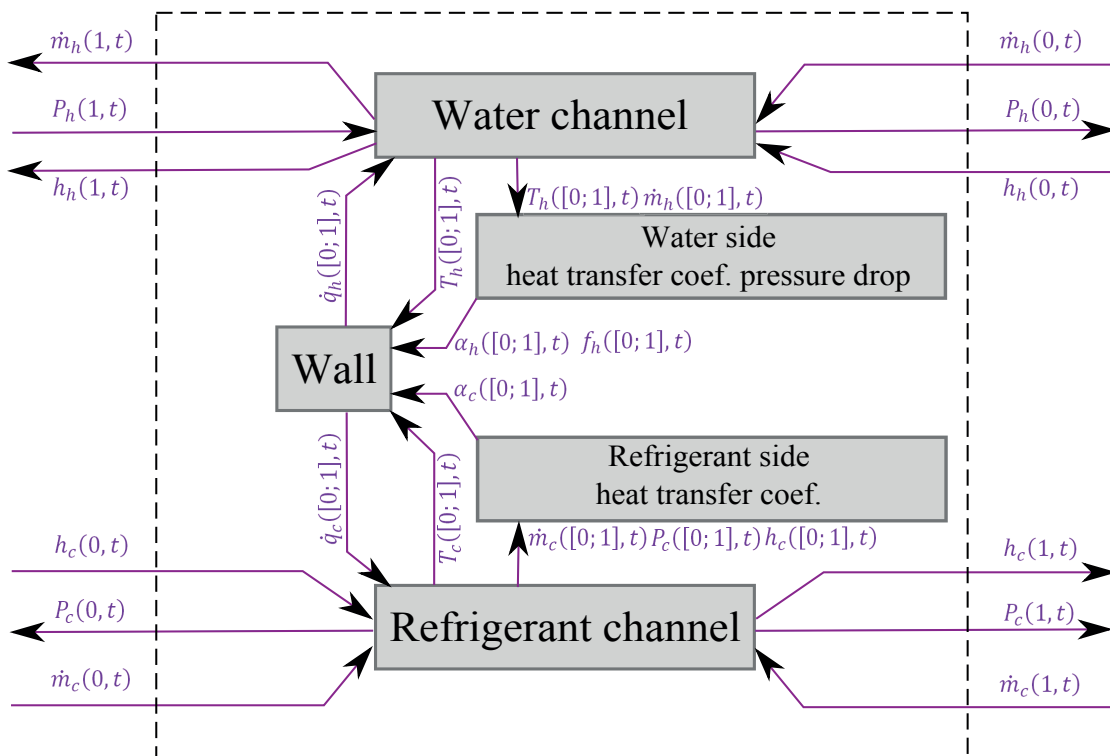 ṁ_h(1, t)
ṁ_h(0, t)
P_h(1, t)
Water channel
P_h(0, t)
h_h(1, t)
h_h(0, t)
q̇_h([0; 1], t)
T_h([0; 1], t)
T_h([0; 1], t) ṁ_h([0; 1], t)
Water side
heat transfer coef. pressure drop
α_h([0; 1], t) f_h([0; 1], t)
Wall
α_c([0; 1], t)
q̇_c([0; 1], t)
T_c([0; 1], t)
Refrigerant side
heat transfer coef.
ṁ_c([0; 1], t) P_c([0; 1], t) h_c([0; 1], t)
h_c(0, t)
h_c(1, t)
P_c(0, t)
Refrigerant channel
P_c(1, t)
ṁ_c(0, t)
ṁ_c(1, t)